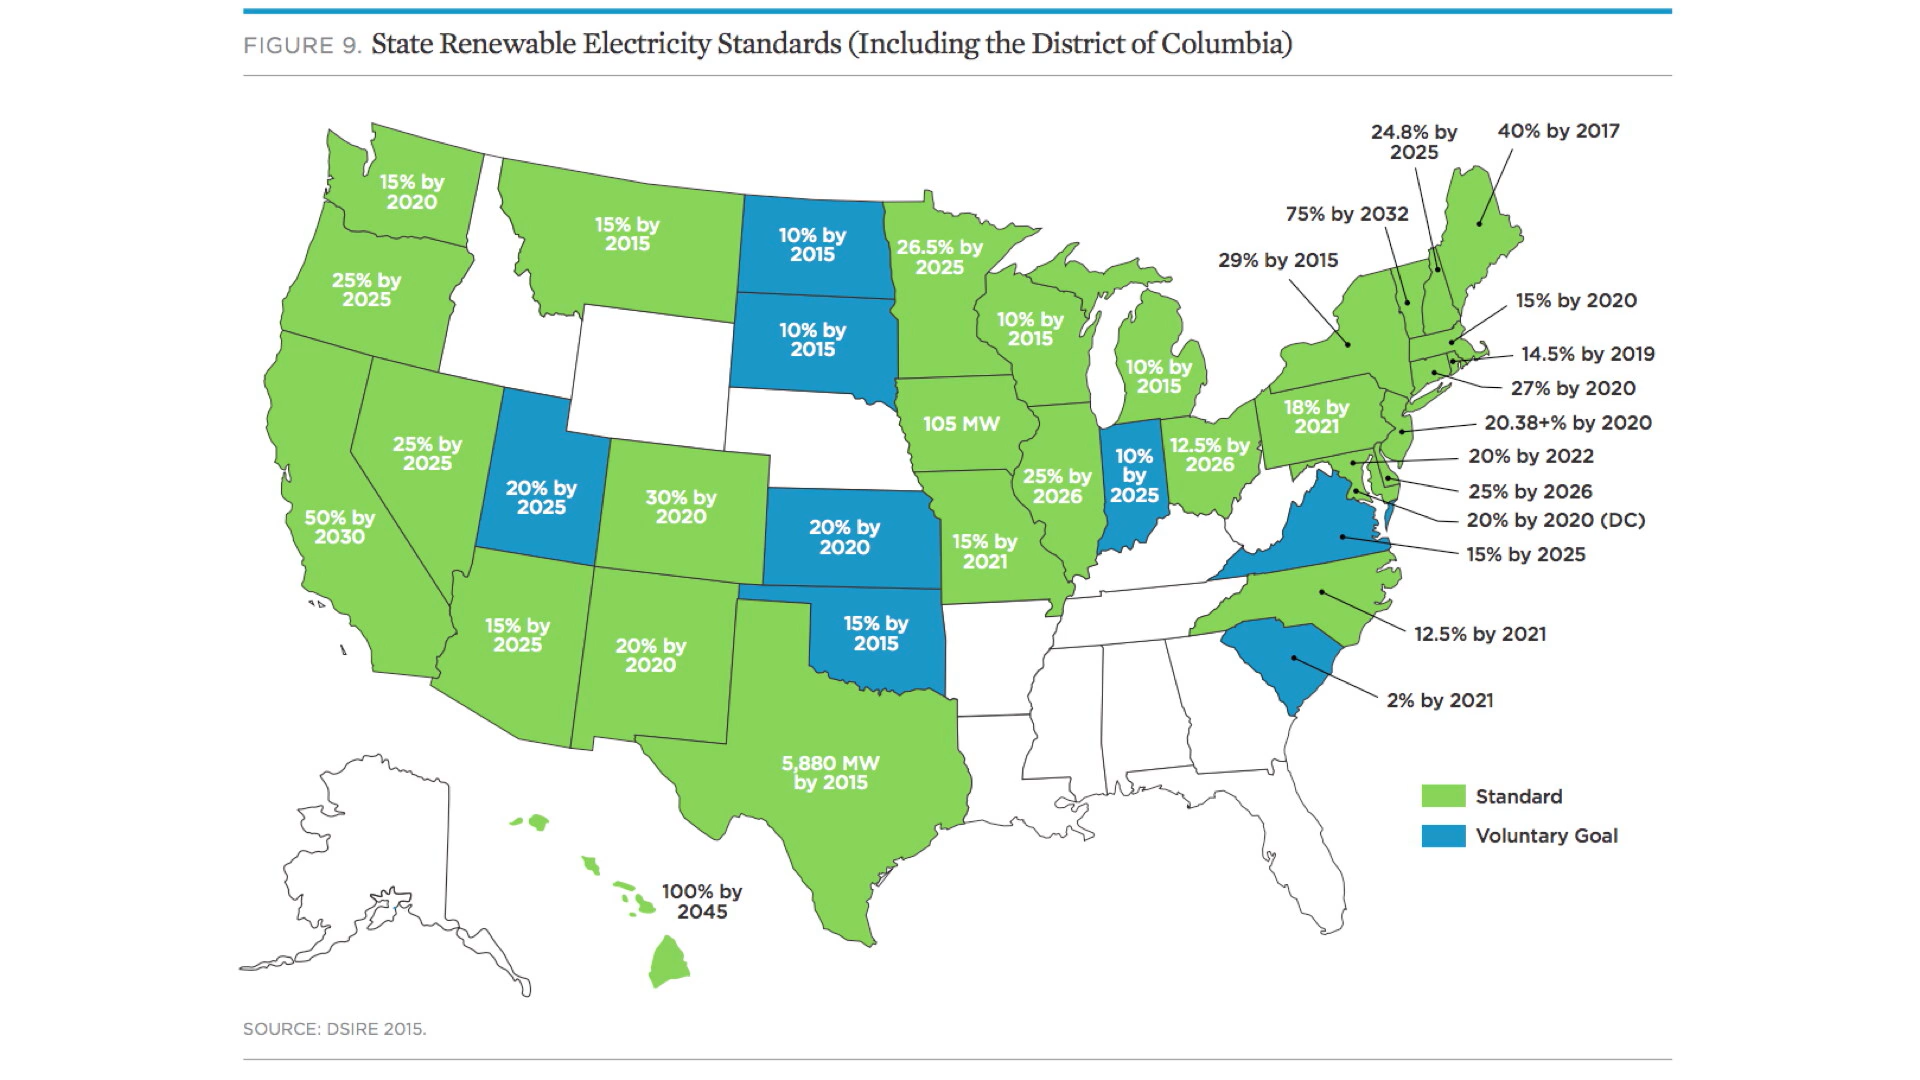 FIGURE 9. State Renewable Electricity Standards (Including the District of Columbia)
24.8% by
2025
40% by 2017
15% by
2020
75% by 2032
15% by
2015
10% by
2015
26.5% by
2025
29% by 2015
25% by
2025
15% by 2020
10% by
2015
10% by
2015
14.5% by 2019
10% by
2015
27% by 2020
18% by
2021
105 MW
20.38+% by 2020
25% by
2025
12.5% by
2026
20% by 2022
10%
by
2025
25% by
2026
25% by 2026
20% by
2025
30% by
2020
20% by 2020 (DC)
50% by
2030
20% by
2020
15% by
2021
15% by 2025
15% by
2025
20% by
2020
15% by
2015
12.5% by 2021
2% by 2021
5,880 MW
by 2015
Standard
Voluntary Goal
100% by
2045
SOURCE: DSIRE 2015.